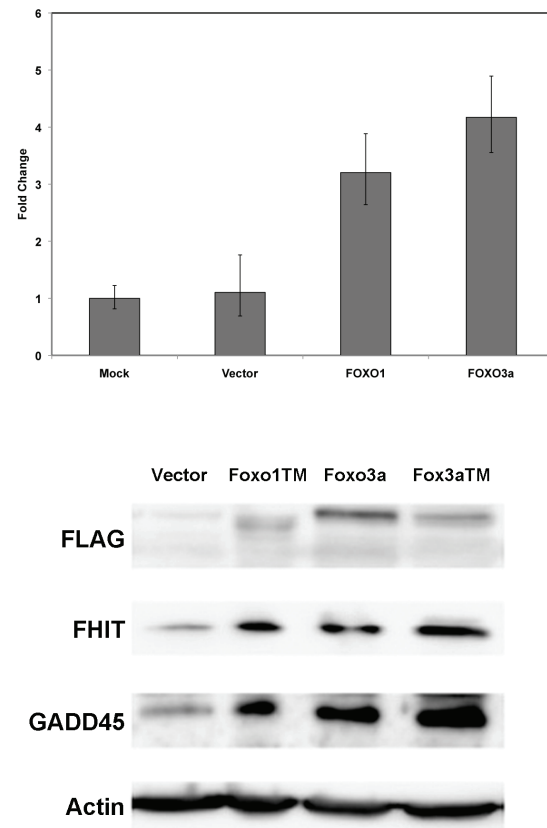 6
5
4
3
2
1
0
Fold Change
Mock Vector FOXO1 FOXO3a
Vector Foxo1TM Foxo3a Fox3aTM
FLAG
FHIT
GADD45
Actin